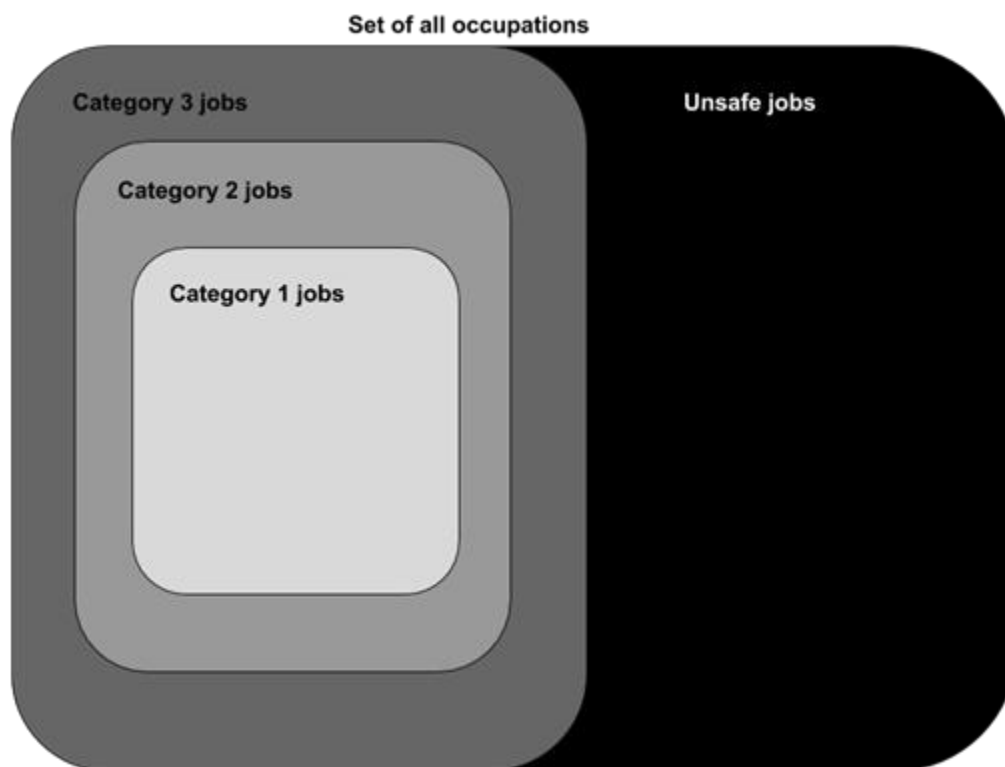 Set of all occupations
Category 3 jobs
Unsafe jobs
Category 2 jobs
Category 1 jobs